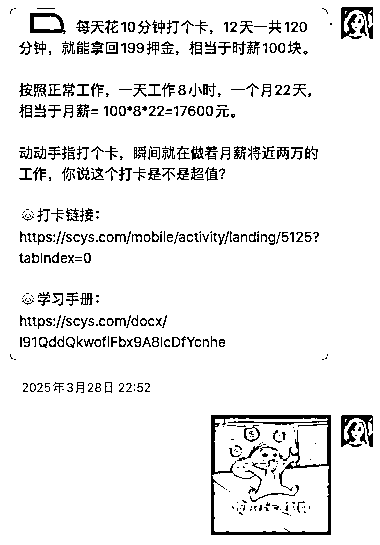 ，每天花10分钟打个卡，12天一共120
分钟，就能拿回199押金，相当于时薪100块。
按照正常工作，一天工作8小时，一个月22天，
相当于月薪= 100*8*22=17600元。
动动手指打个卡，瞬间就在做着月薪将近两万的
工作，你说这个打卡是不是超值？
打卡链接：
https://scys.com/mobile/activity/landing/5125?
tabIndex=0
学习手册：
https://scys.com/docx/
I91QddQkwoflFbx9A8lcDfYcnhe
2025年3月28日 22:52